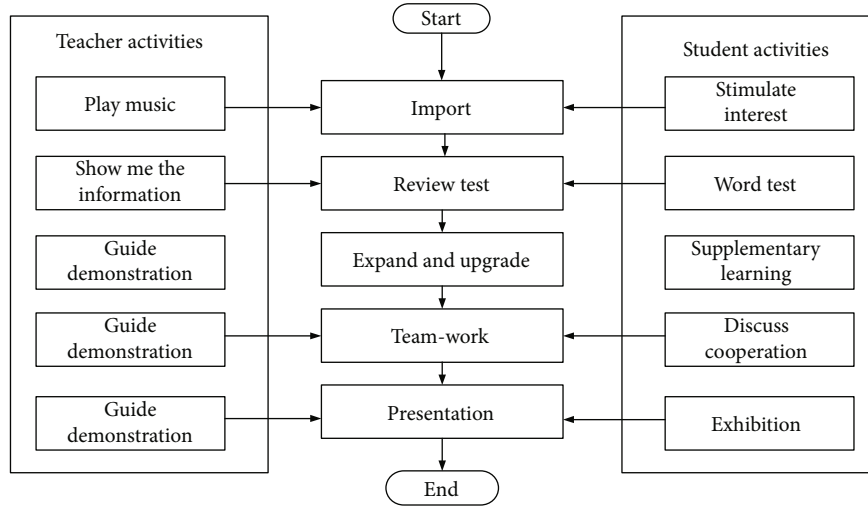 Start
Teacher activities
Student activities
Play music
Import
Stimulate
interest
Show me the
information
Review test
Word test
Guide
demonstration
Expand and upgrade
Supplementary
learning
Guide
demonstration
Team-work
Discuss
cooperation
Guide
demonstration
Presentation
Exhibition
End